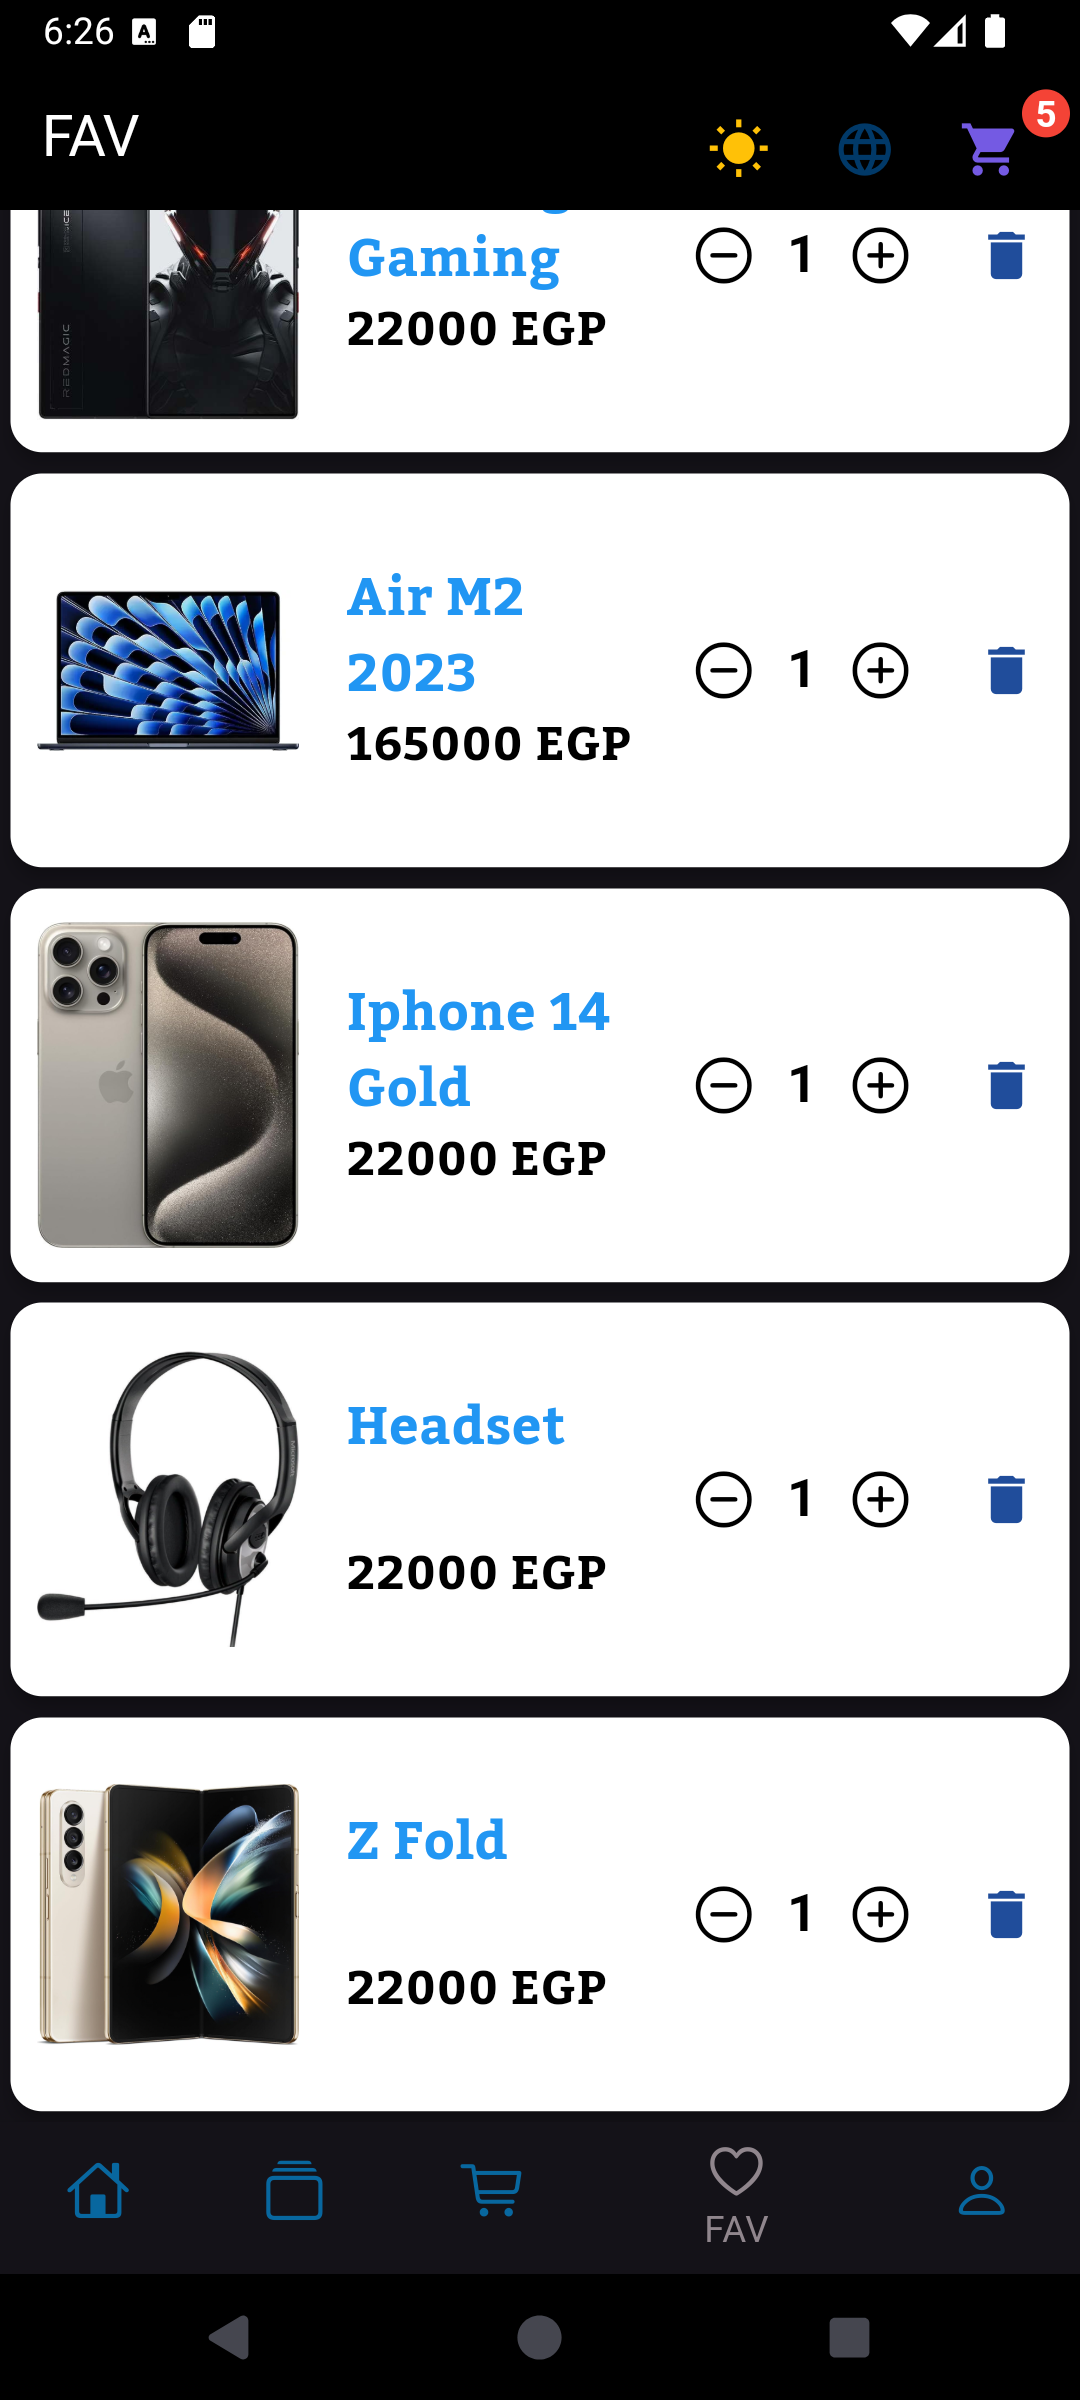 6:26
FAV
5
Gaming
1
22000 EGP
REDMAGIC
Air M2
2023
1
165000 EGP
Iphone 14
Gold
1
22000 EGP
Headset
1
22000 EGP
Z Fold
1
22000 EGP
FAV